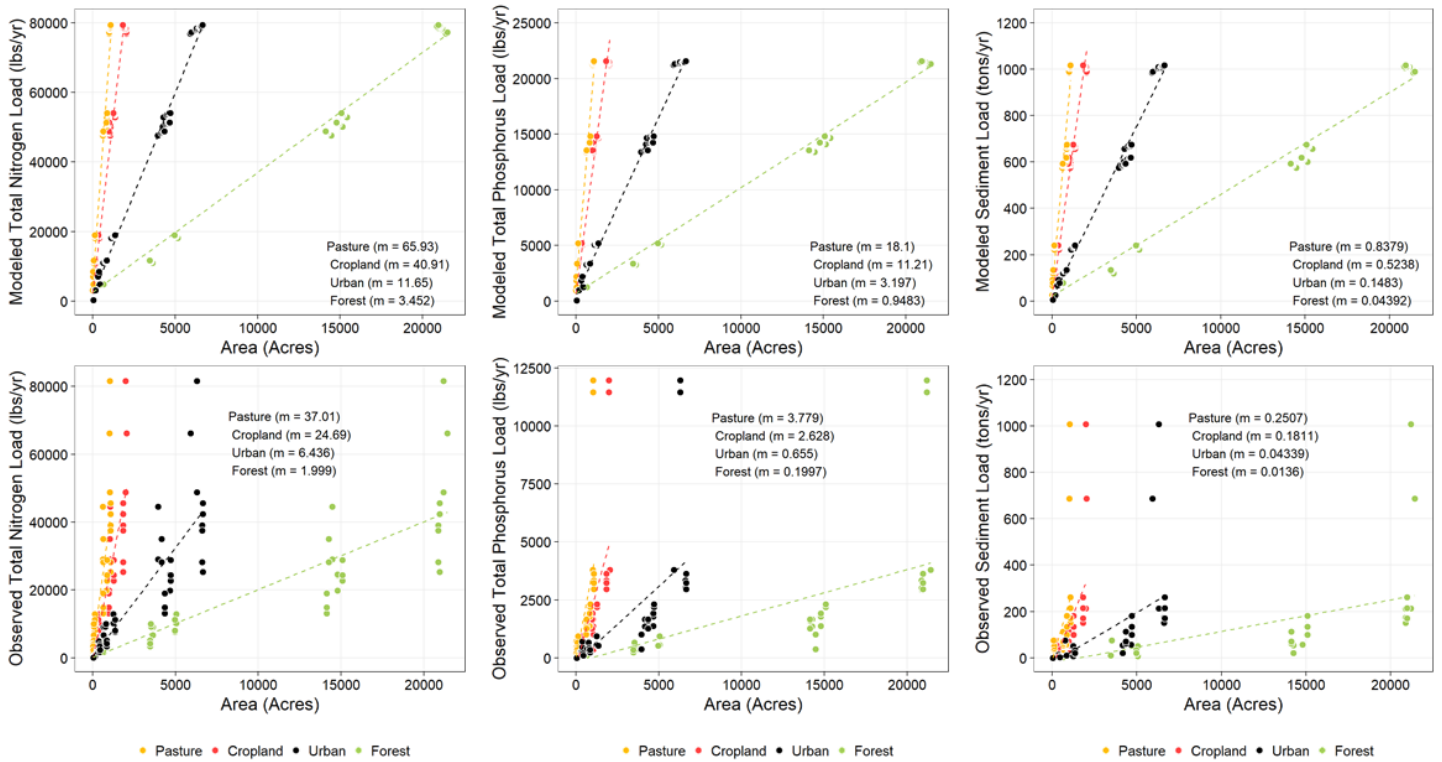 Modeled Total Nitrogen Load (lbs/yr)
80000
60000
40000
20000
0
Pasture (m = 65.93)
Cropland (m = 40.91)
Urban (m = 11.65)
Forest (m = 3.452)
0 5000 10000 15000 20000
Area (Acres)
Modeled Total Phosphorus Load (lbs/yr)
25000
20000
15000
10000
5000
0
Pasture (m = 18.1)
Cropland (m = 11.21)
Urban (m = 3.197)
Forest (m = 0.9483)
0 5000 10000 15000 20000
Area (Acres)
Modeled Sediment Load (tons/yr)
1200
1000
800
600
400
200
0
Pasture (m = 0.8379)
Cropland (m = 0.5238)
Urban (m = 0.1483)
Forest (m = 0.04392)
0 5000 10000 15000 20000
Area (Acres)
Observed Total Nitrogen Load (lbs/yr)
80000
60000
40000
20000
0
Pasture (m = 37.01)
Cropland (m = 24.69)
Urban (m = 6.436)
Forest (m = 1.999)
0 5000 10000 15000 20000
Area (Acres)
Pasture Cropland Urban Forest
Observed Total Phosphorus Load (lbs/yr)
12500
10000
7500
5000
2500
0
Pasture (m = 3.779)
Cropland (m = 2.628)
Urban (m = 0.655)
Forest (m = 0.1997)
0 5000 10000 15000 20000
Area (Acres)
Pasture Cropland Urban Forest
Observed Sediment Load (tons/yr)
1200
1000
800
600
400
200
0
Pasture (m = 0.2507)
Cropland (m = 0.1811)
Urban (m = 0.04339)
Forest (m = 0.0136)
0 5000 10000 15000 20000
Area (Acres)
Pasture Cropland Urban Forest